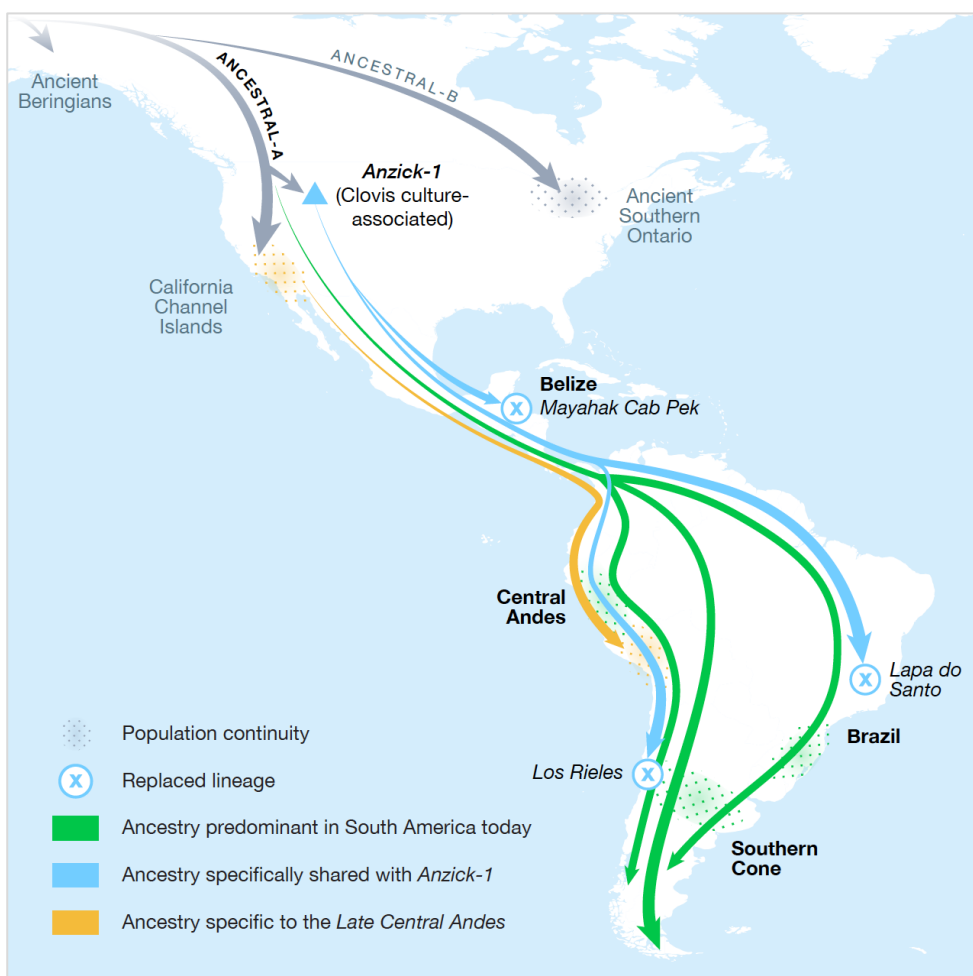 Ancient
Beringians
ANCESTRAL-A
ANCESTRAL-B
Anzick-1
(Clovis culture-
associated)
Ancient
Southern
Ontario
California
Channel
Islands
Belize
Mayahak Cab Pek
Central
Andes
Lapa do
Santo
Brazil
Los Rieles
Southern
Cone
Population continuity
X
Replaced lineage
Ancestry predominant in South America today
Ancestry specifically shared with Anzick-1
Ancestry specific to the Late Central Andes
X
X
X